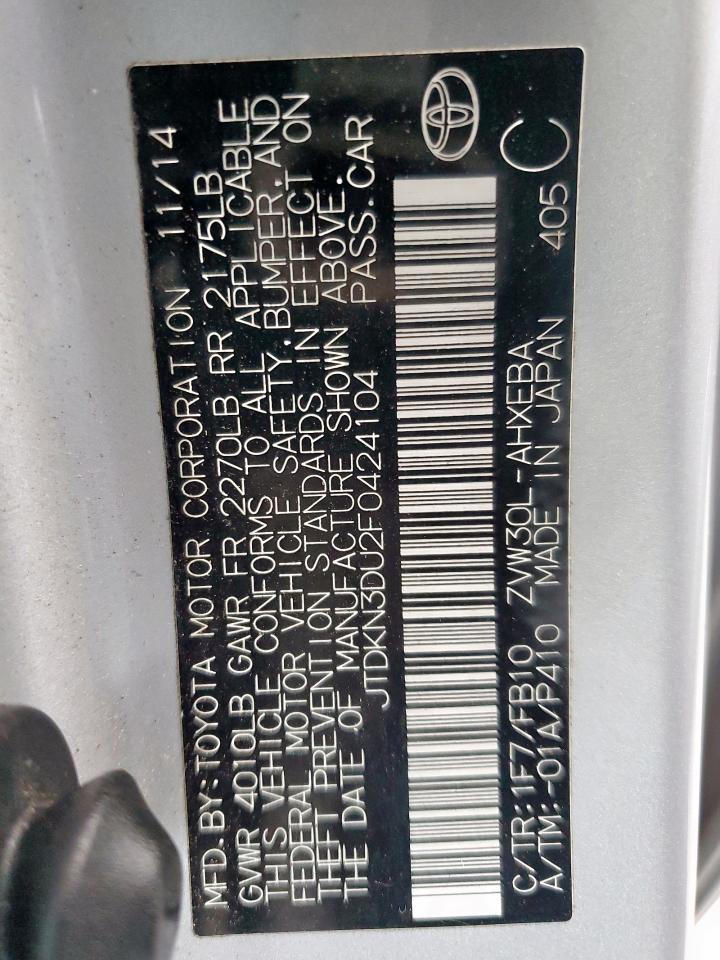 MFD. BY: TOYOTA MOTOR CORPORATION 11/14
GVWR 4010LB GAWR FR 2270LB RR 2175LB
THIS VEHICLE CONFORMS TO ALL APPLICABLE
FEDERAL MOTOR VEHICLE SAFETY, BUMPER, AND
THEFT PREVENTION STANDARDS IN EFFECT ON
THE DATE OF MANUFACTURE SHOWN ABOVE.
JTDKN3DU2F0424104 PASS. CAR
C/TR: 1F7/FB10 ZVW30L-AHXEBA
A/TM: -01A/P410 MADE IN JAPAN 405 C